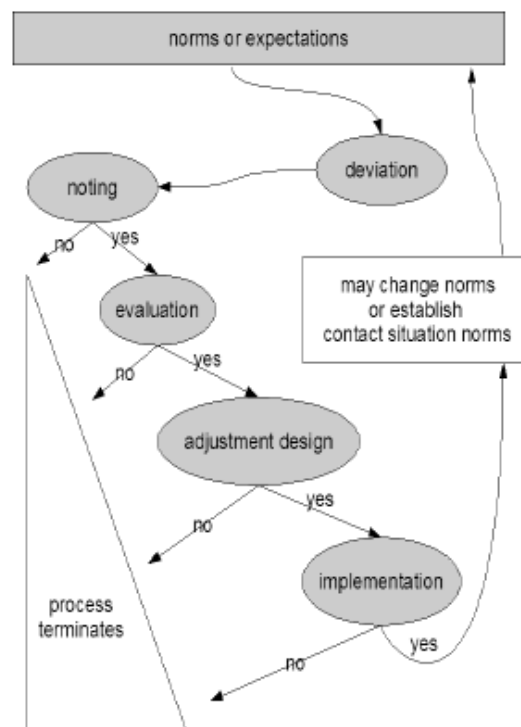 norms or expectations
deviation
noting
no
yes
evaluation
may change norms
or establish
contact situation norms
no
yes
adjustment design
no
yes
implementation
process
terminates
no
yes